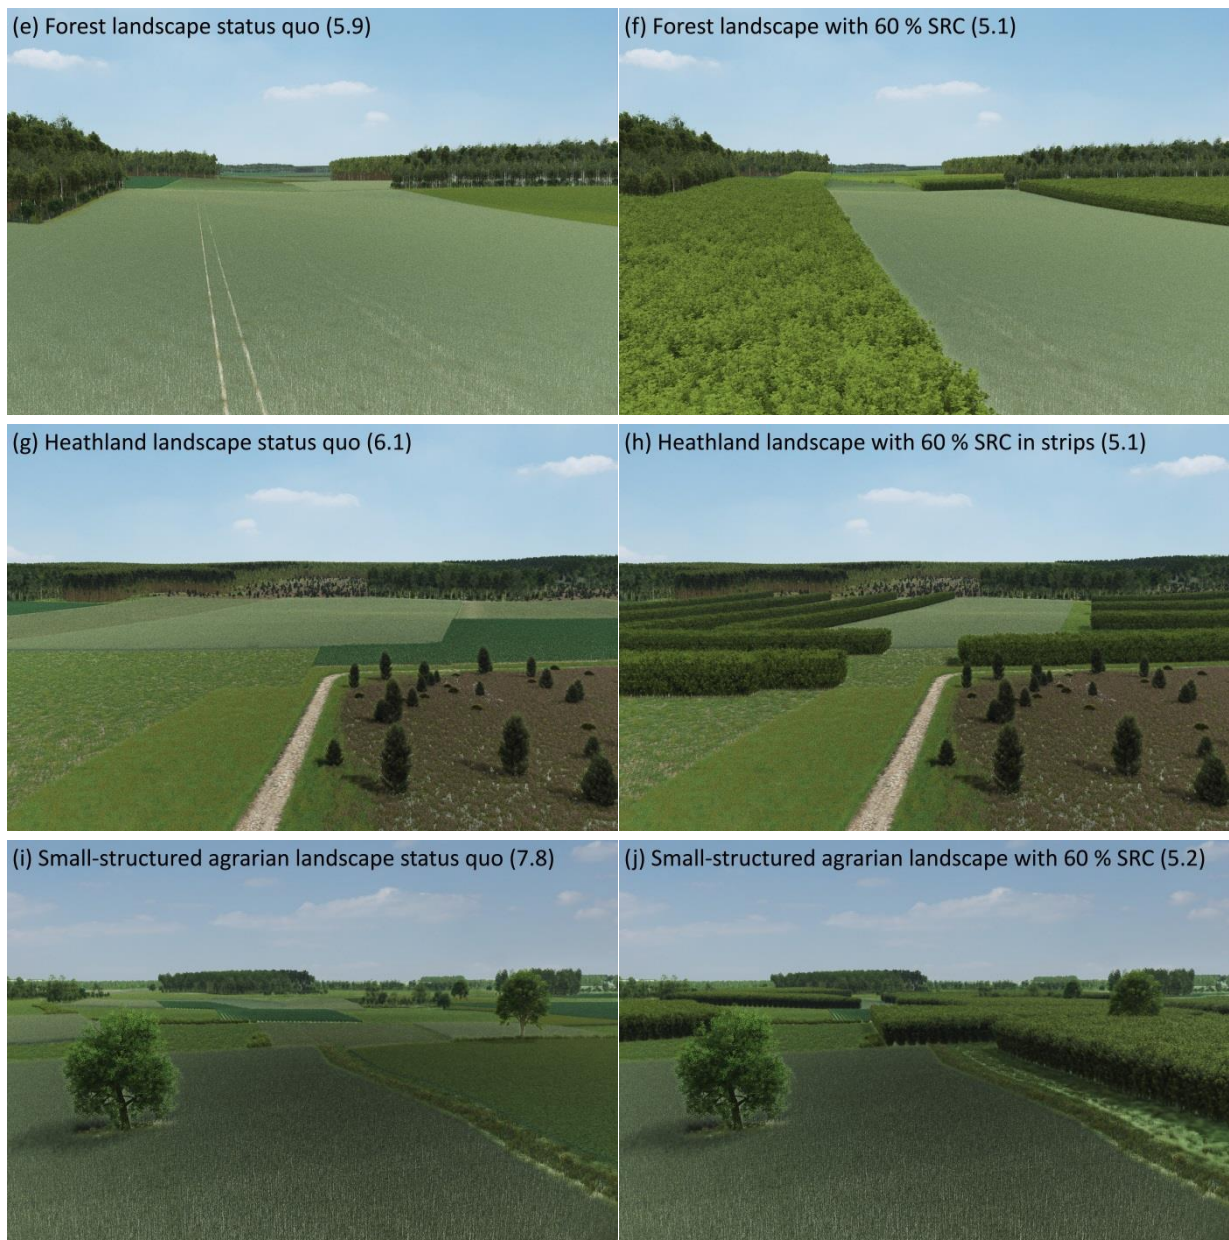 (e) Forest landscape status quo (5.9)
(f) Forest landscape with 60 % SRC (5.1)
(g) Heathland landscape status quo (6.1)
(h) Heathland landscape with 60 % SRC in strips (5.1)
(i) Small-structured agrarian landscape status quo (7.8)
(j) Small-structured agrarian landscape with 60 % SRC (5.2)